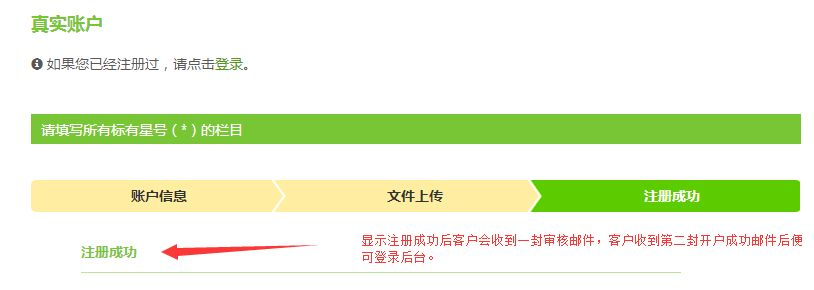 真实账户
如果您已经注册过，请点击登录。
请填写所有标有星号（*）的栏目
账户信息
文件上传
注册成功
注册成功
显示注册成功后客户会收到一封审核邮件，客户收到第二封开户成功邮件后便
可登录后台。